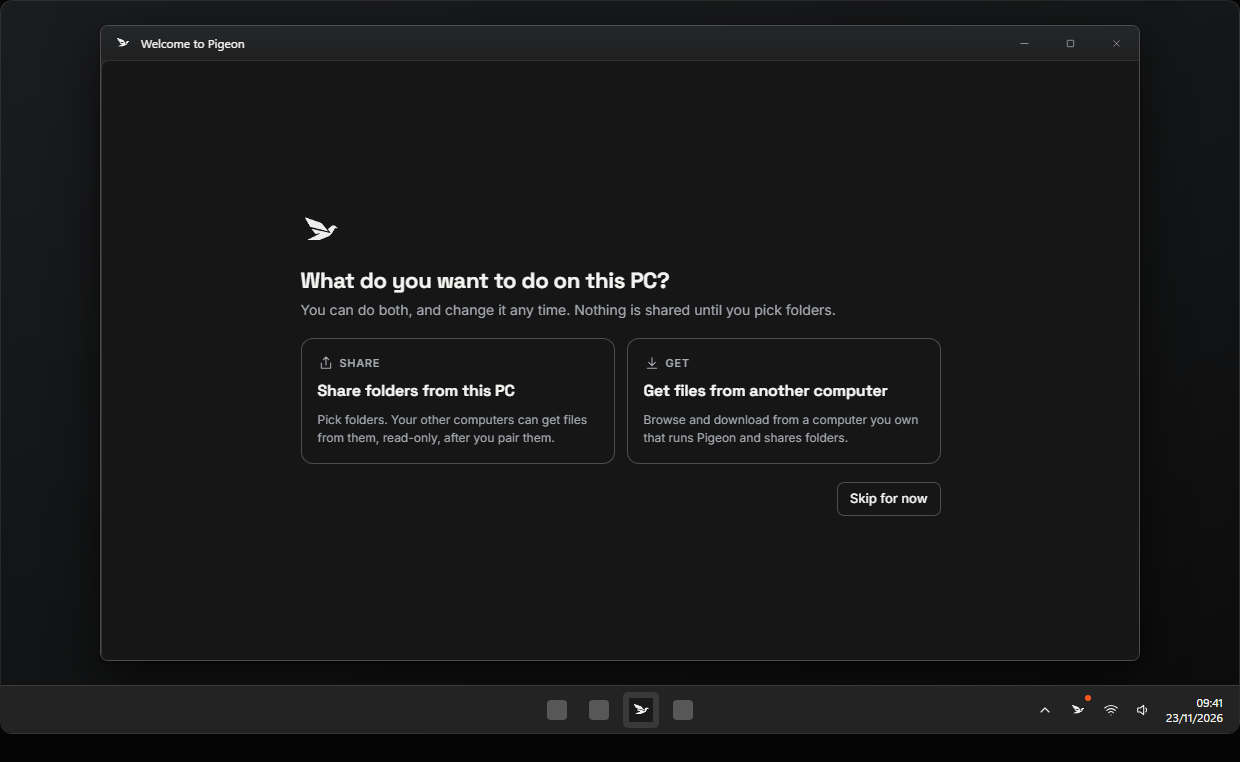 Welcome to Pigeon
What do you want to do on this PC?
You can do both, and change it any time. Nothing is shared until you pick folders.
SHARE
Share folders from this PC
Pick folders. Your other computers can get files
from them, read-only, after you pair them.
GET
Get files from another computer
Browse and download from a computer you own
that runs Pigeon and shares folders.
Skip for now
09:41
23/11/2026